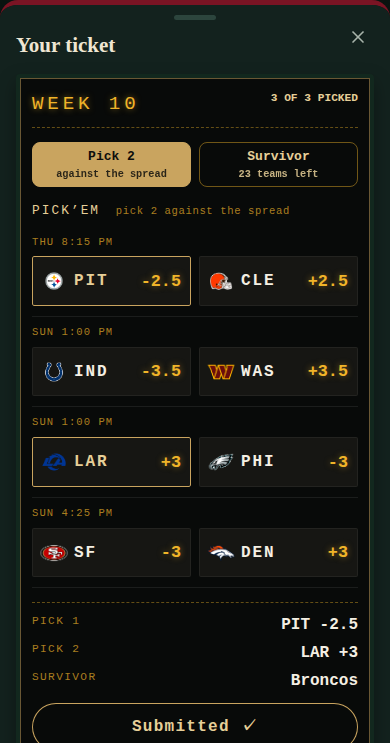 Your ticket
WEEK 10
3 OF 3 PICKED
Pick 2
against the spread
Survivor
23 teams left
PICK’EM pick 2 against the spread
THU 8:15 PM
PIT -2.5 CLE +2.5
SUN 1:00 PM
IND -3.5 WAS +3.5
SUN 1:00 PM
LAR +3 PHI -3
SUN 4:25 PM
SF -3 DEN +3
PICK 1 PIT -2.5
PICK 2 LAR +3
SURVIVOR Broncos
Submitted ✓